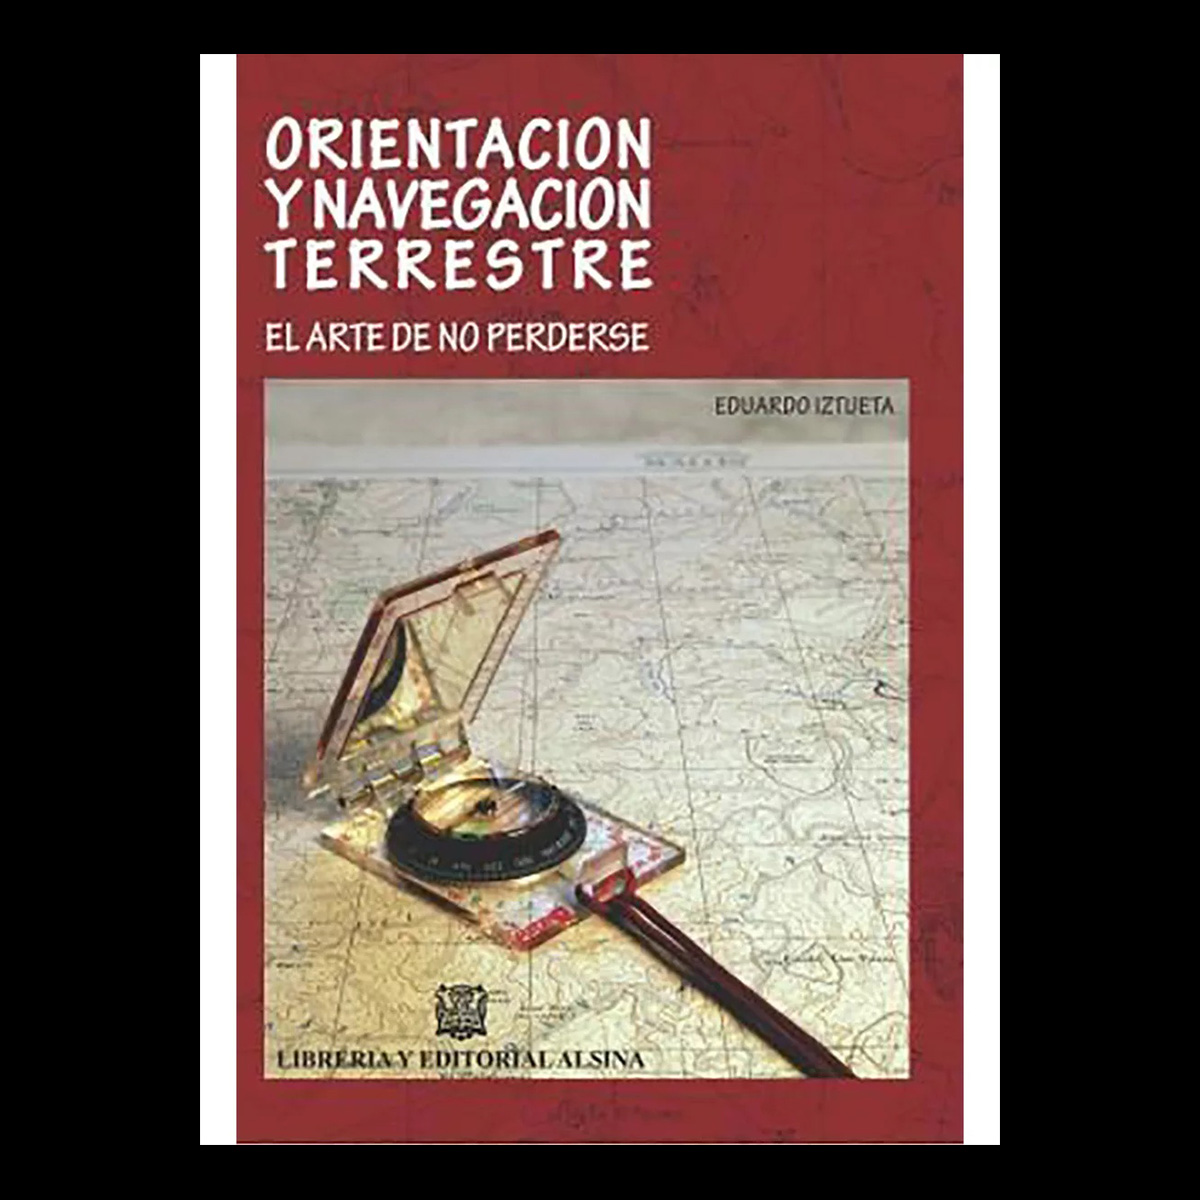 ORIENTACION
Y NAVEGACION
TERRESTRE
EL ARTE DE NO PERDERSE
EDUARDO IZTUETA
LIBRERIA Y EDITORIAL ALSINA